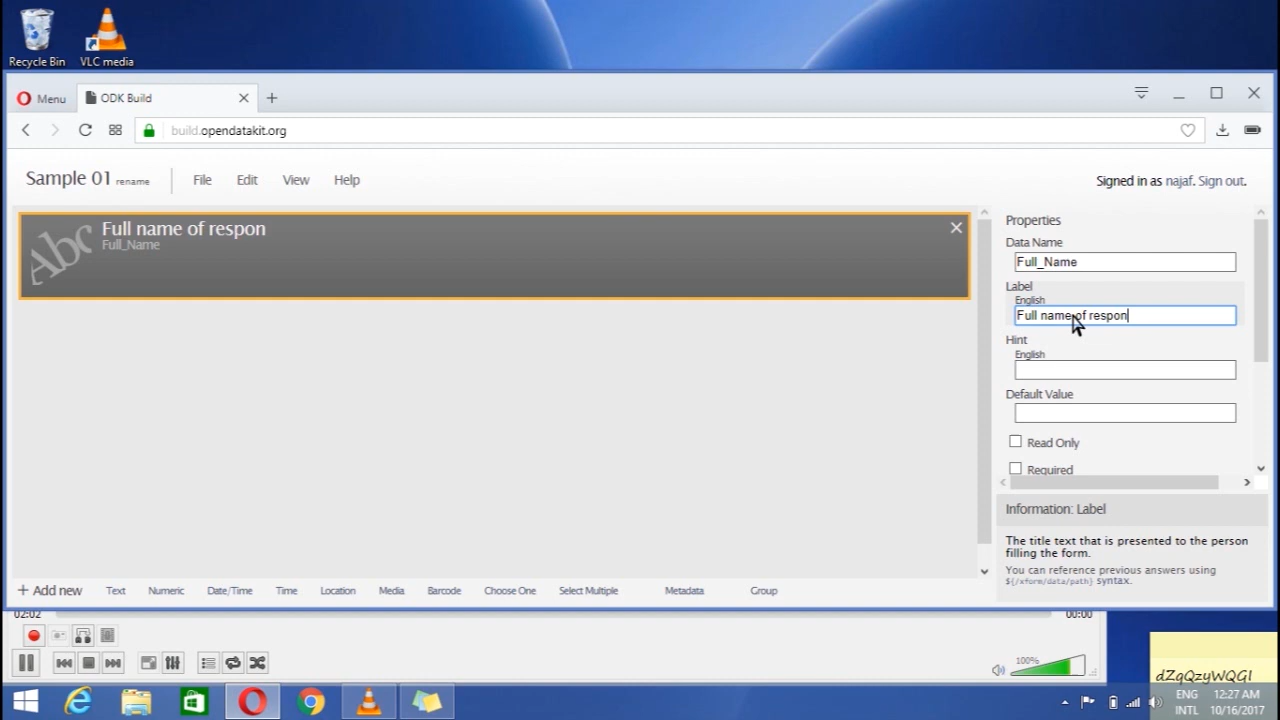 Recycle Bin
VLC media
Menu
ODK Build
build.opendatakit.org
Sample 01 rename
File
Edit
View
Help
Signed in as najaf. Sign out.
Abc
Full name of respon
Full_Name
Properties
Data Name
Full_Name
Label
English
Full name of respon
Hint
English
Default Value
Read Only
Required
Information: Label
The title text that is presented to the person
filling the form.
You can reference previous answers using
${/xform/data/path} syntax.
+ Add new
Text
Numeric
Date/Time
Time
Location
Media
Barcode
Choose One
Select Multiple
Metadata
Group
02:02
00:00
100%
dZqQzyWQGI
ENG
INTL
12:27 AM
10/16/2017